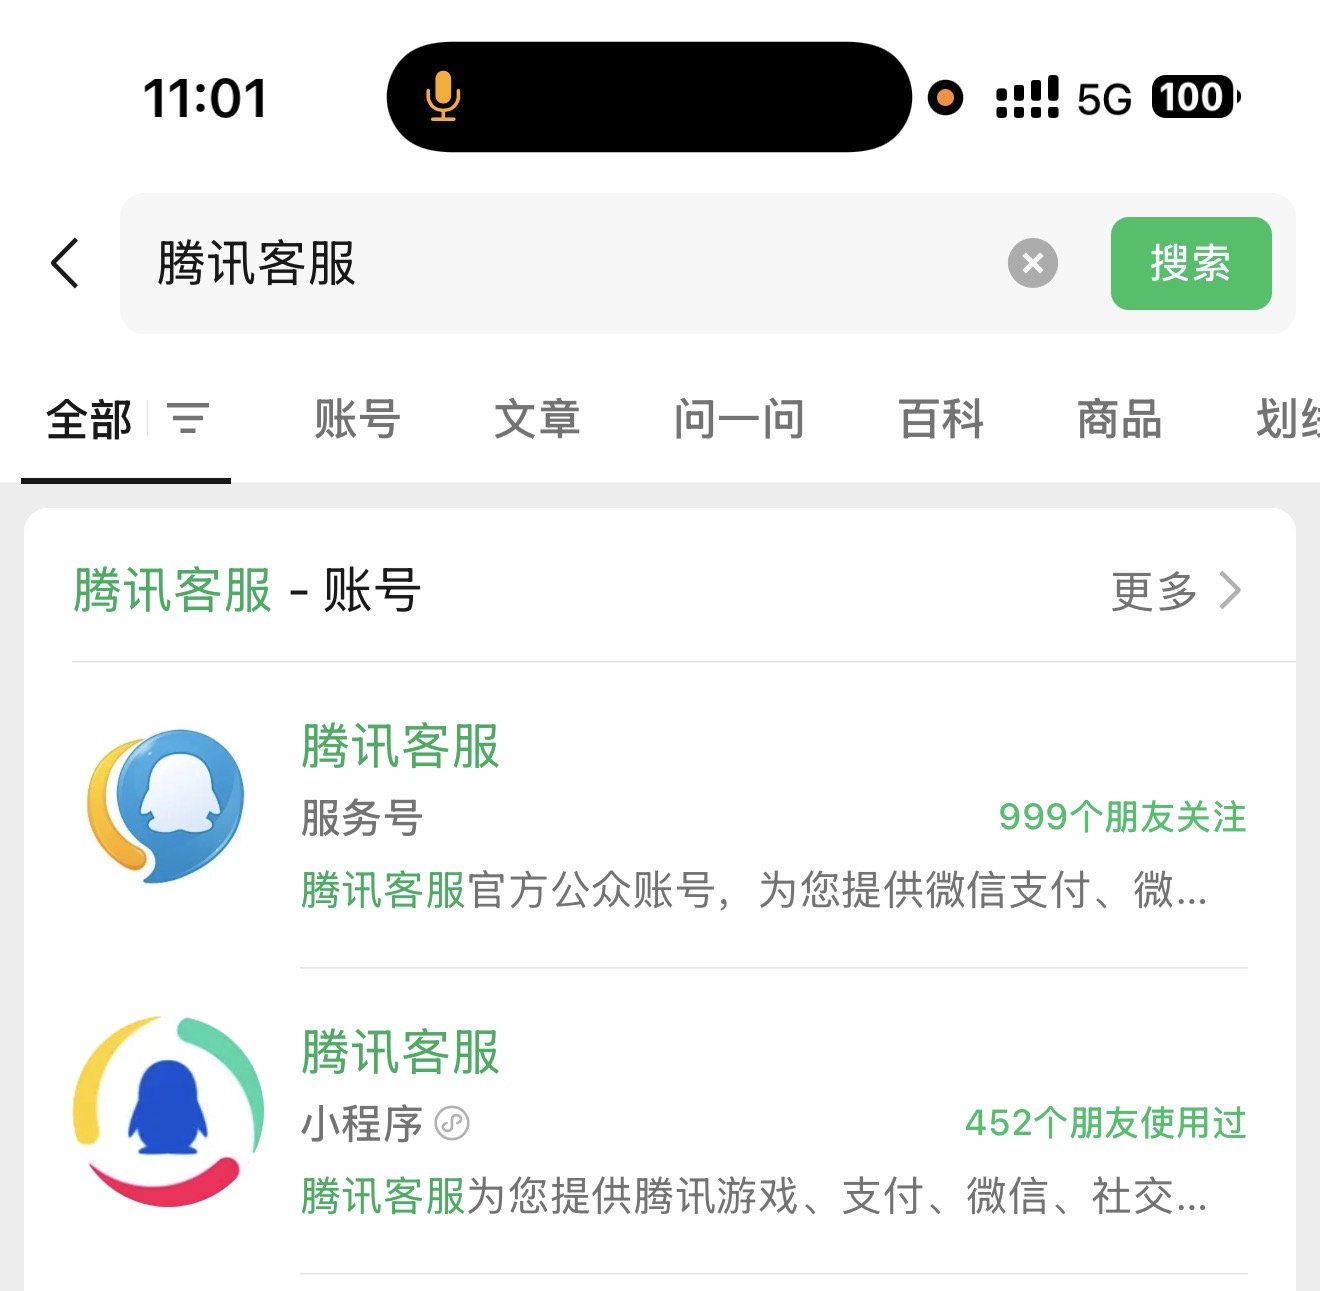 11:01
5G 100
腾讯客服
搜索
全部 账号 文章 问一问 百科 商品 划
腾讯客服 - 账号
更多
腾讯客服
服务号
999个朋友关注
腾讯客服官方公众账号，为您提供微信支付、微...
腾讯客服
小程序
452个朋友使用过
腾讯客服为您提供腾讯游戏、支付、微信、社交...